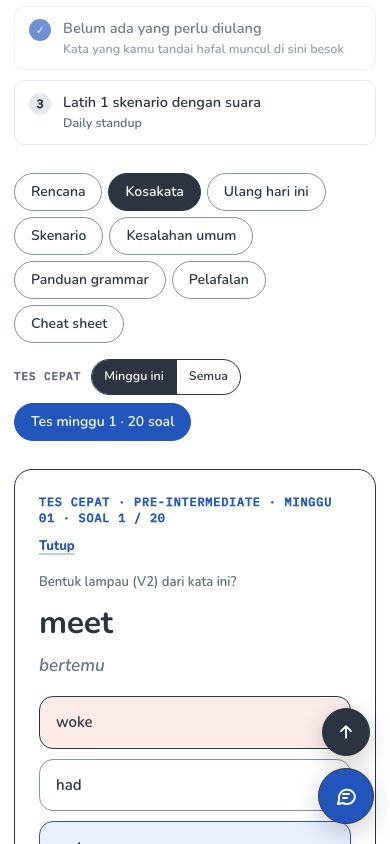 ✓ Belum ada yang perlu diulang
Kata yang kamu tandai hafal muncul di sini besok
3 Latih 1 skenario dengan suara
Daily standup
Rencana Kosakata Ulang hari ini
Skenario Kesalahan umum
Panduan grammar Pelafalan
Cheat sheet
TES CEPAT Minggu ini Semua
Tes minggu 1 · 20 soal
TES CEPAT · PRE-INTERMEDIATE · MINGGU
01 · SOAL 1 / 20
Tutup
Bentuk lampau (V2) dari kata ini?
meet
bertemu
woke
had